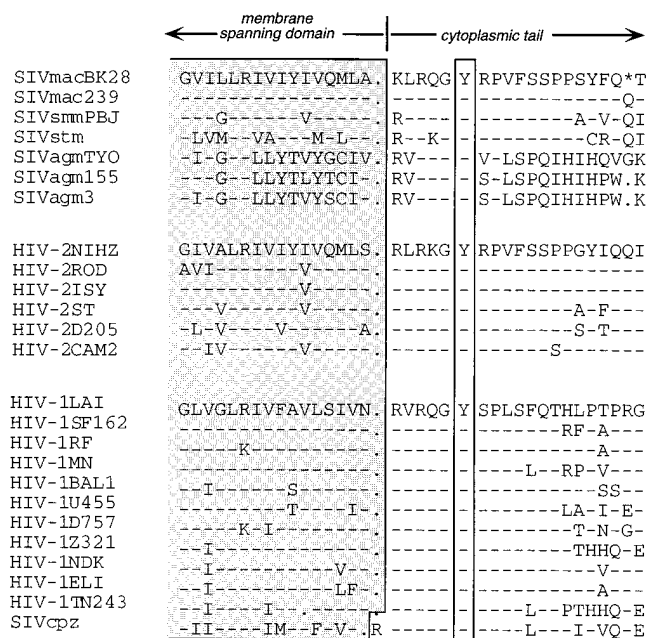 membrane
spanning domain
cytoplasmic tail
SIVmacBK28 GVILLRIVIYIVQMLA. KLRQG Y RPVFSSPPSYFQ*T
SIVmac239 ----------------. ----- - ------------Q-
SIVsmmPBJ ---G------V-----. R---- - --------A-V-QI
SIVstm -LVM--VA---M-L--. R--K- - ---------CR-QI
SIVagmTYO -I-G--LLYTVYGCIV. RV--- - V-LSPQIHIHQVGK
SIVagm155 ---G--LLYTLYTCI-. RV--- - S-LSPQIHIHPW.K
SIVagm3 -I-G--LLYTVYSCI-. RV--- - S-LSPQIHIHPW.K
HIV-2NIHZ GIVALRIVIYIVQMLS. RLRKG Y RPVFSSPPGYIQQI
HIV-2ROD AVI-------V-----. ----- - --------------
HIV-2ISY ----------V-----. ----- - --------------
HIV-2ST ---V------V-----. ----- - --------A-F---
HIV-2D205 -L-V----V------A. ----- - --------S-T---
HIV-2CAM2 --IV------V-----. ----- - ------S-------
HIV-1LAI GLVGLRIVFAVLSIVN. RVRQG Y SPLSFQTHLPTPRG
HIV-1SF162 ----------------. ----- - -------RF-A---
HIV-1RF -----K----------. ----- - ----------A---
HIV-1MN ----------------. ----- - ----L--RP-V---
HIV-1BAL1 --I------S------. ----- - ----------SS--
HIV-1U455 ---------T----I-. ----- - -------LA-I-E-
HIV-1D757 -----K-I--------. ----- - --------T-N-G-
HIV-1Z321 --I-------------. ----- - --------THHQ-E
HIV-1NDK -------------V--. ----- - ----------V---
HIV-1ELI --I----------LF-. ----- - ----------A---
HIV-1TN243 --I----I--------. ----- - ----L--PTHHQ-E
SIVcpz -II----IM--F-V-.R ----- - ----L---I-VQ-E